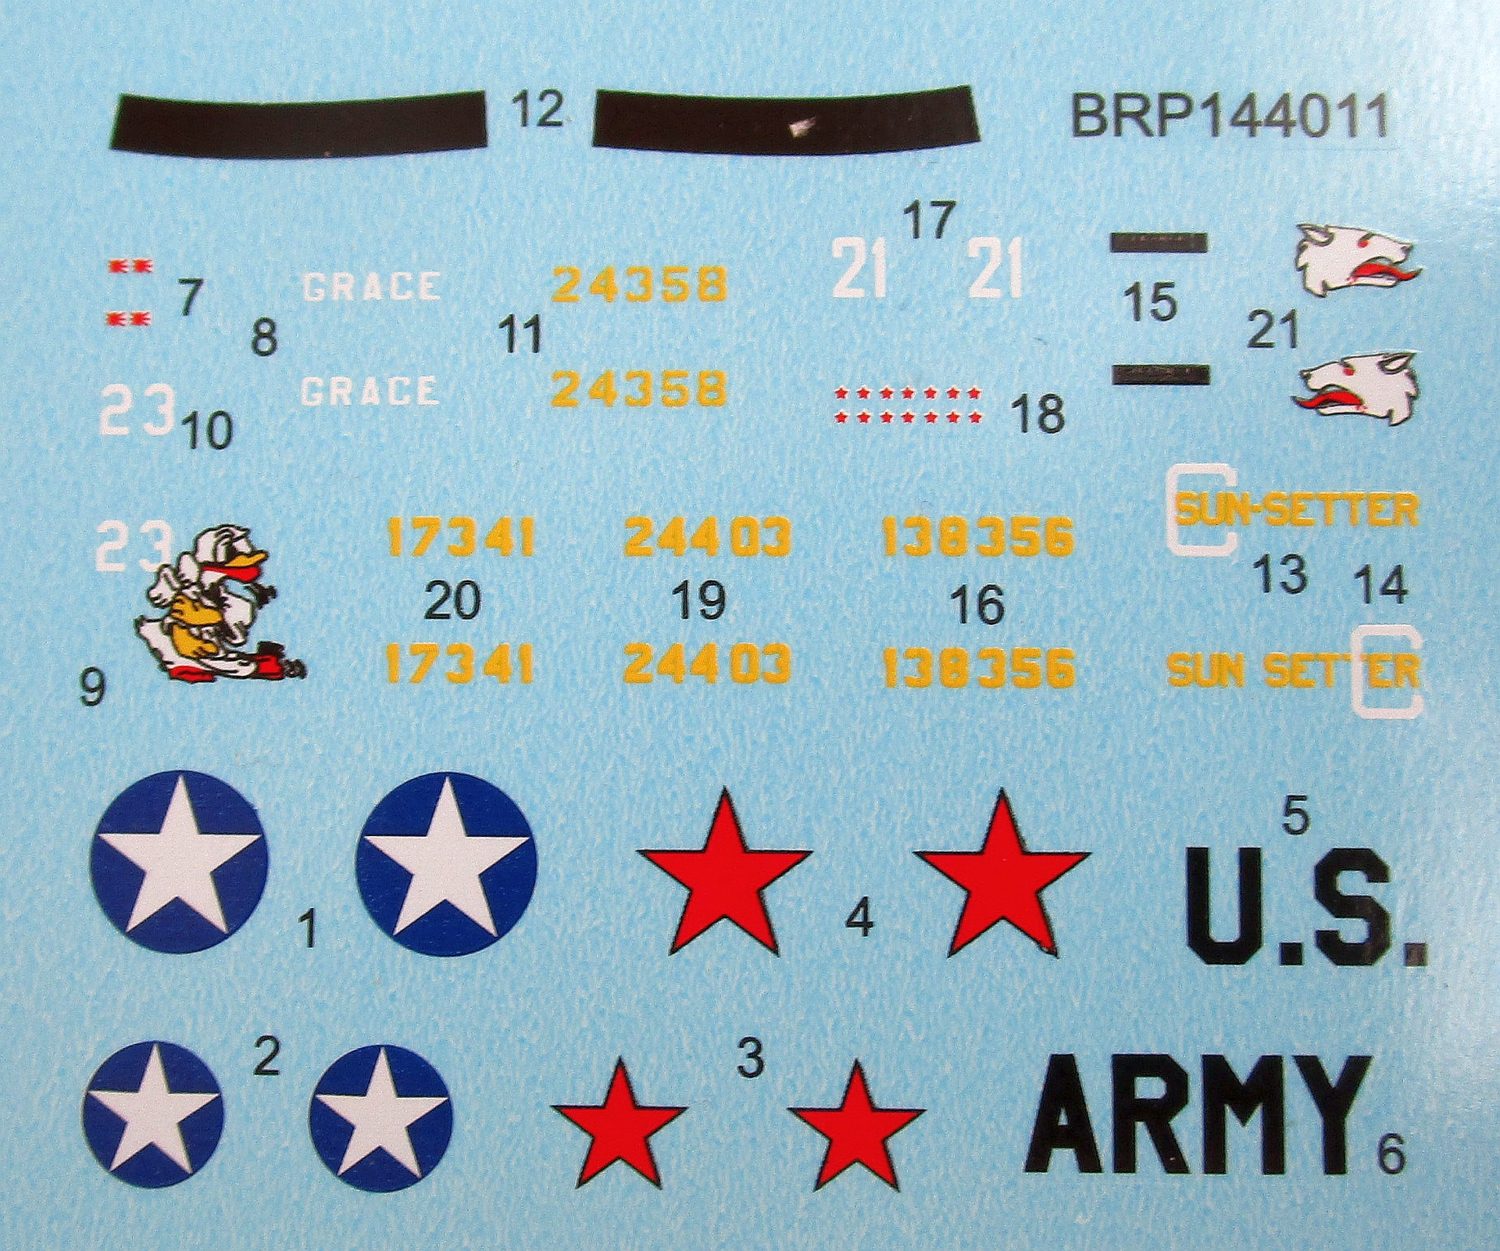 12 BRP144011
17
21 21
7 GRACE 24358 15
8 11 21
GRACE 24358
23 10 18
SUN-SETTER
C
23 17341 24403 138356
13 14
20 19 16
9 17341 24403 138356 SUN SETTER
C
5
1 4 U.S.
2 3
ARMY 6